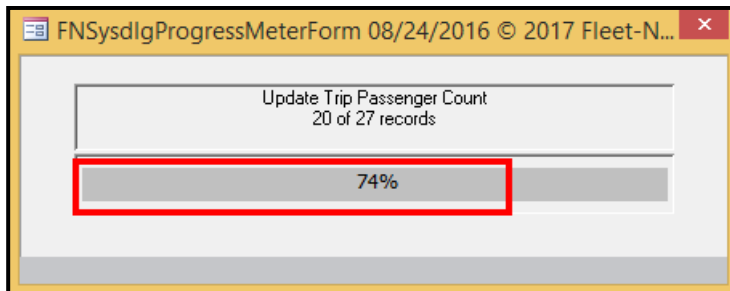 FNSysdlgProgressMeterForm 08/24/2016 © 2017 Fleet-N...
Update Trip Passenger Count
20 of 27 records
74%